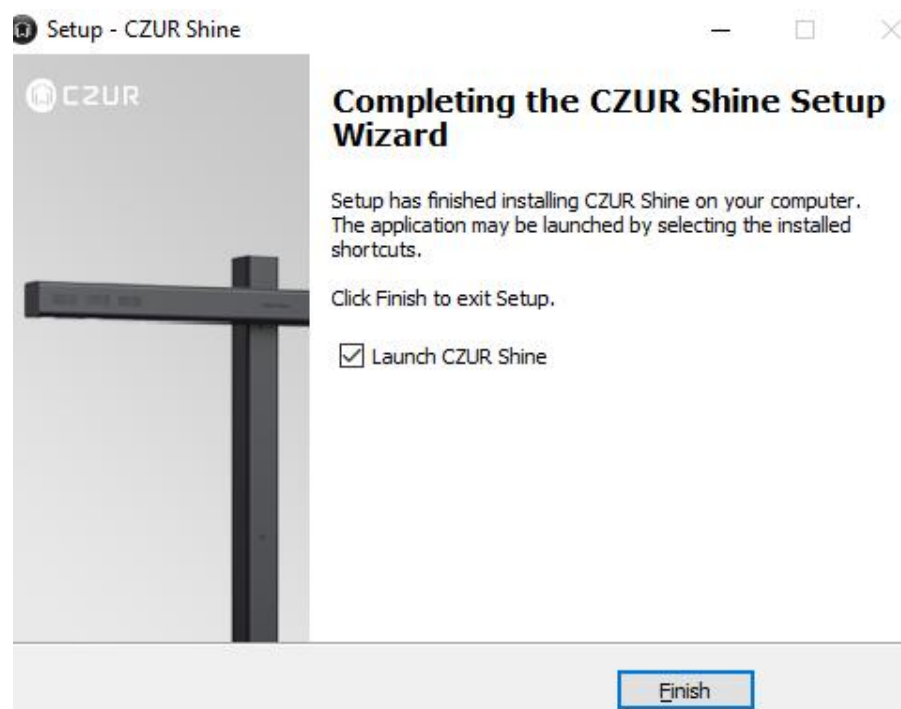 Setup - CZUR Shine
CZUR
Completing the CZUR Shine Setup
Wizard
Setup has finished installing CZUR Shine on your computer.
The application may be launched by selecting the installed
shortcuts.
Click Finish to exit Setup.
Launch CZUR Shine
Finish